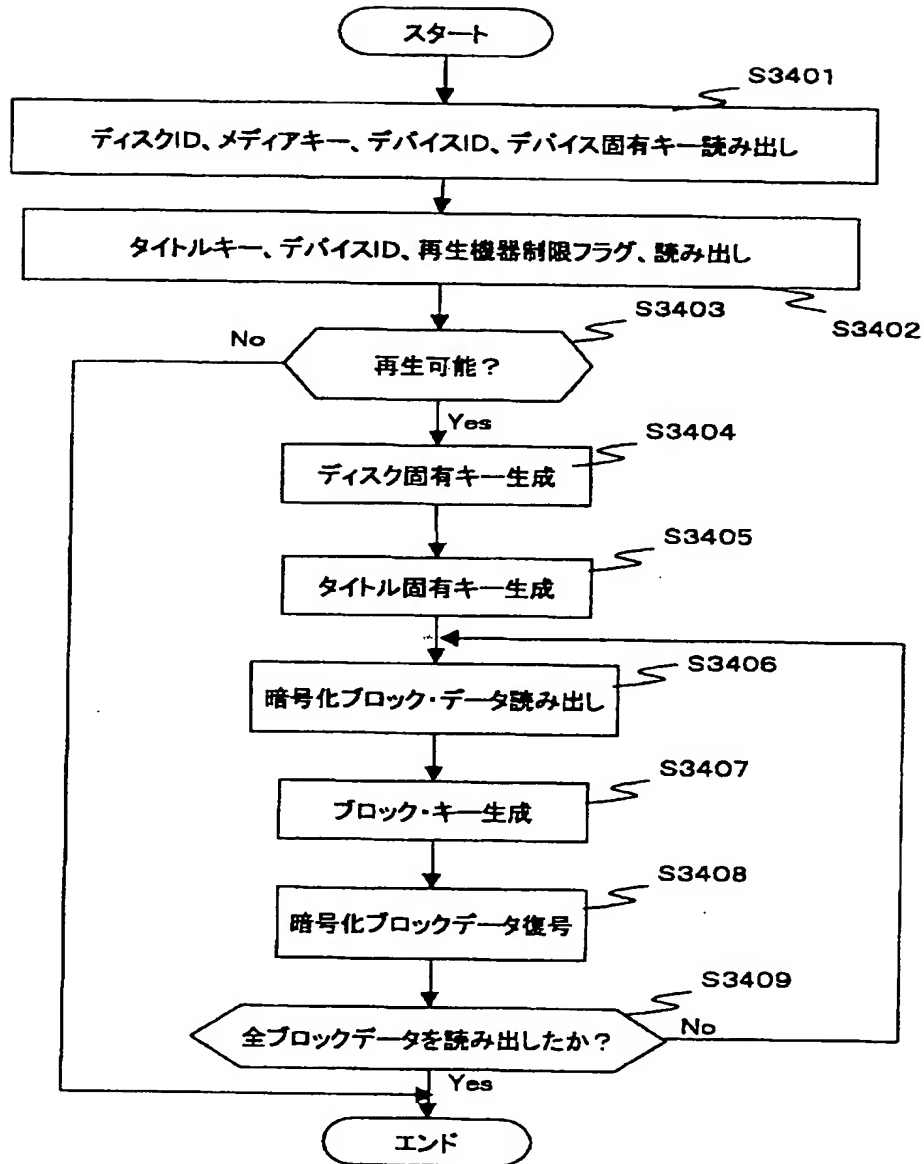 スタート
S3401
ディスクID、メディアキー、デバイスID、デバイス固有キー読み出し
タイトルキー、デバイスID、再生機器制限フラグ、読み出し
S3402
S3403
No
再生可能？
Yes
S3404
ディスク固有キー生成
S3405
タイトル固有キー生成
S3406
暗号化ブロック・データ読み出し
S3407
ブロック・キー生成
S3408
暗号化ブロックデータ復号
S3409
全ブロックデータを読み出したか？
No
Yes
エンド